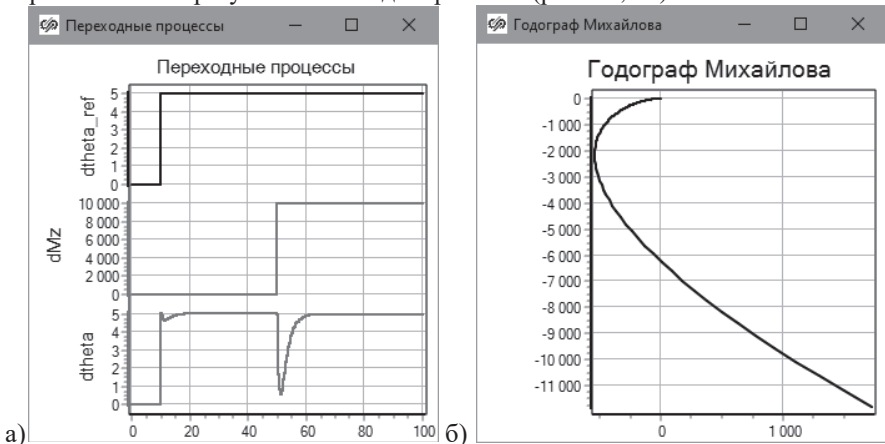 Переходные процессы
Переходные процессы
dtheta_ref
5
4
3
2
1
0
dMz
10 000
8 000
6 000
4 000
2 000
0
dtheta
5
4
3
2
1
0
0 20 40 60 80 100
а)
Годограф Михайлова
Годограф Михайлова
0
-1 000
-2 000
-3 000
-4 000
-5 000
-6 000
-7 000
-8 000
-9 000
-10 000
-11 000
0 1 000
б)